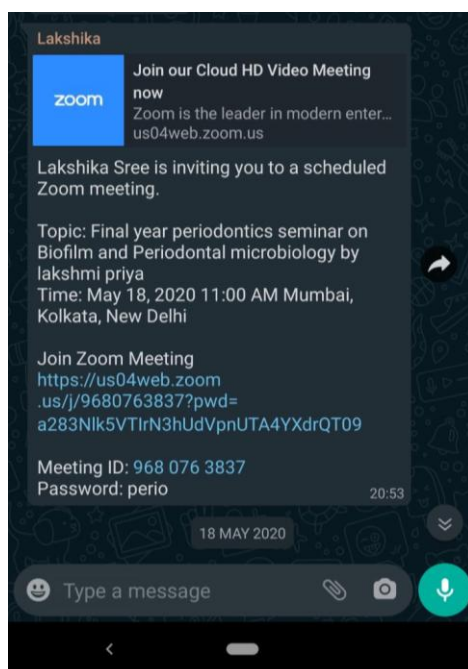 Lakshika
zoom
Join our Cloud HD Video Meeting
now
Zoom is the leader in modern enter...
us04web.zoom.us
Lakshika Sree is inviting you to a scheduled
Zoom meeting.
Topic: Final year periodontics seminar on
Biofilm and Periodontal microbiology by
lakshmi priya
Time: May 18, 2020 11:00 AM Mumbai,
Kolkata, New Delhi
Join Zoom Meeting
https://us04web.zoom
.us/j/9680763837?pwd=
a283Nlk5VTIrN3hUdVpnUTA4YXdrQT09
Meeting ID: 968 076 3837
Password: perio
20:53
18 MAY 2020
Type a message